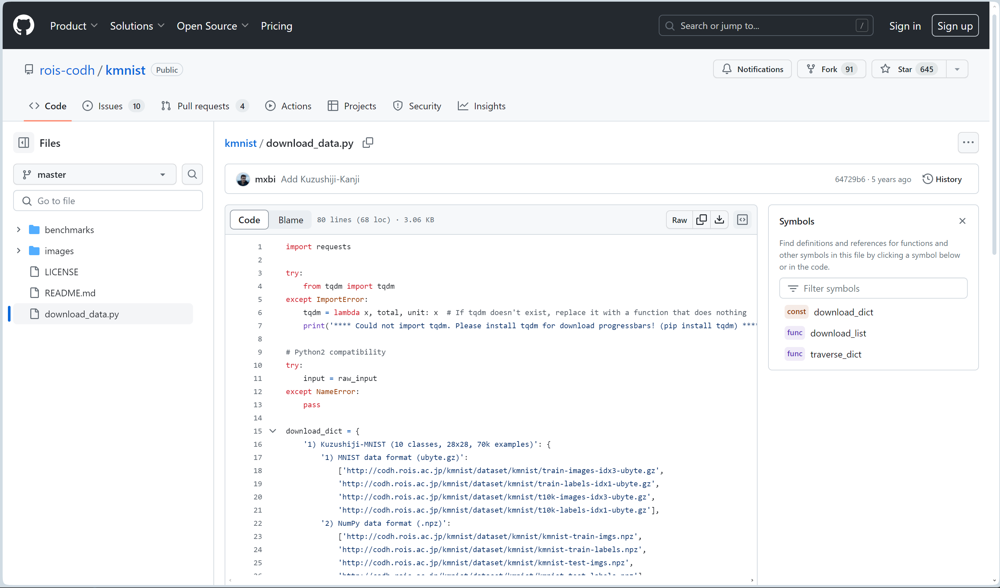 Product Solutions Open Source Pricing Search or jump to... / Sign in Sign up
rois-codh / kmnist Public Notifications Fork 91 Star 645
Code Issues 10 Pull requests 4 Actions Projects Security Insights
Files
master
Go to file
benchmarks
images
LICENSE
README.md
download_data.py
kmnist / download_data.py
mxbi Add Kuzushiji-Kanji 64729b6 · 5 years ago History
Code Blame 80 lines (68 loc) · 3.06 KB Raw
1 import requests
2
3 try:
4     from tqdm import tqdm
5 except ImportError:
6     tqdm = lambda x, total, unit: x  # If tqdm doesn't exist, replace it with a function that does nothing
7     print('**** Could not import tqdm. Please install tqdm for download progressbars! (pip install tqdm) ****
8
9 # Python2 compatibility
10 try:
11     input = raw_input
12 except NameError:
13     pass
14
15 download_dict = {
16     '1) Kuzushiji-MNIST (10 classes, 28x28, 70k examples)': {
17         '1) MNIST data format (ubyte.gz)':
18             ['http://codh.rois.ac.jp/kmnist/dataset/kmnist/train-images-idx3-ubyte.gz',
19             'http://codh.rois.ac.jp/kmnist/dataset/kmnist/train-labels-idx1-ubyte.gz',
20             'http://codh.rois.ac.jp/kmnist/dataset/kmnist/t10k-images-idx3-ubyte.gz',
21             'http://codh.rois.ac.jp/kmnist/dataset/kmnist/t10k-labels-idx1-ubyte.gz'],
22         '2) NumPy data format (.npz)':
23             ['http://codh.rois.ac.jp/kmnist/dataset/kmnist/kmnist-train-imgs.npz',
24             'http://codh.rois.ac.jp/kmnist/dataset/kmnist/kmnist-train-labels.npz',
25             'http://codh.rois.ac.jp/kmnist/dataset/kmnist/kmnist-test-imgs.npz',
Symbols
Find definitions and references for functions and
other symbols in this file by clicking a symbol below
or in the code.
Filter symbols
const download_dict
func download_list
func traverse_dict